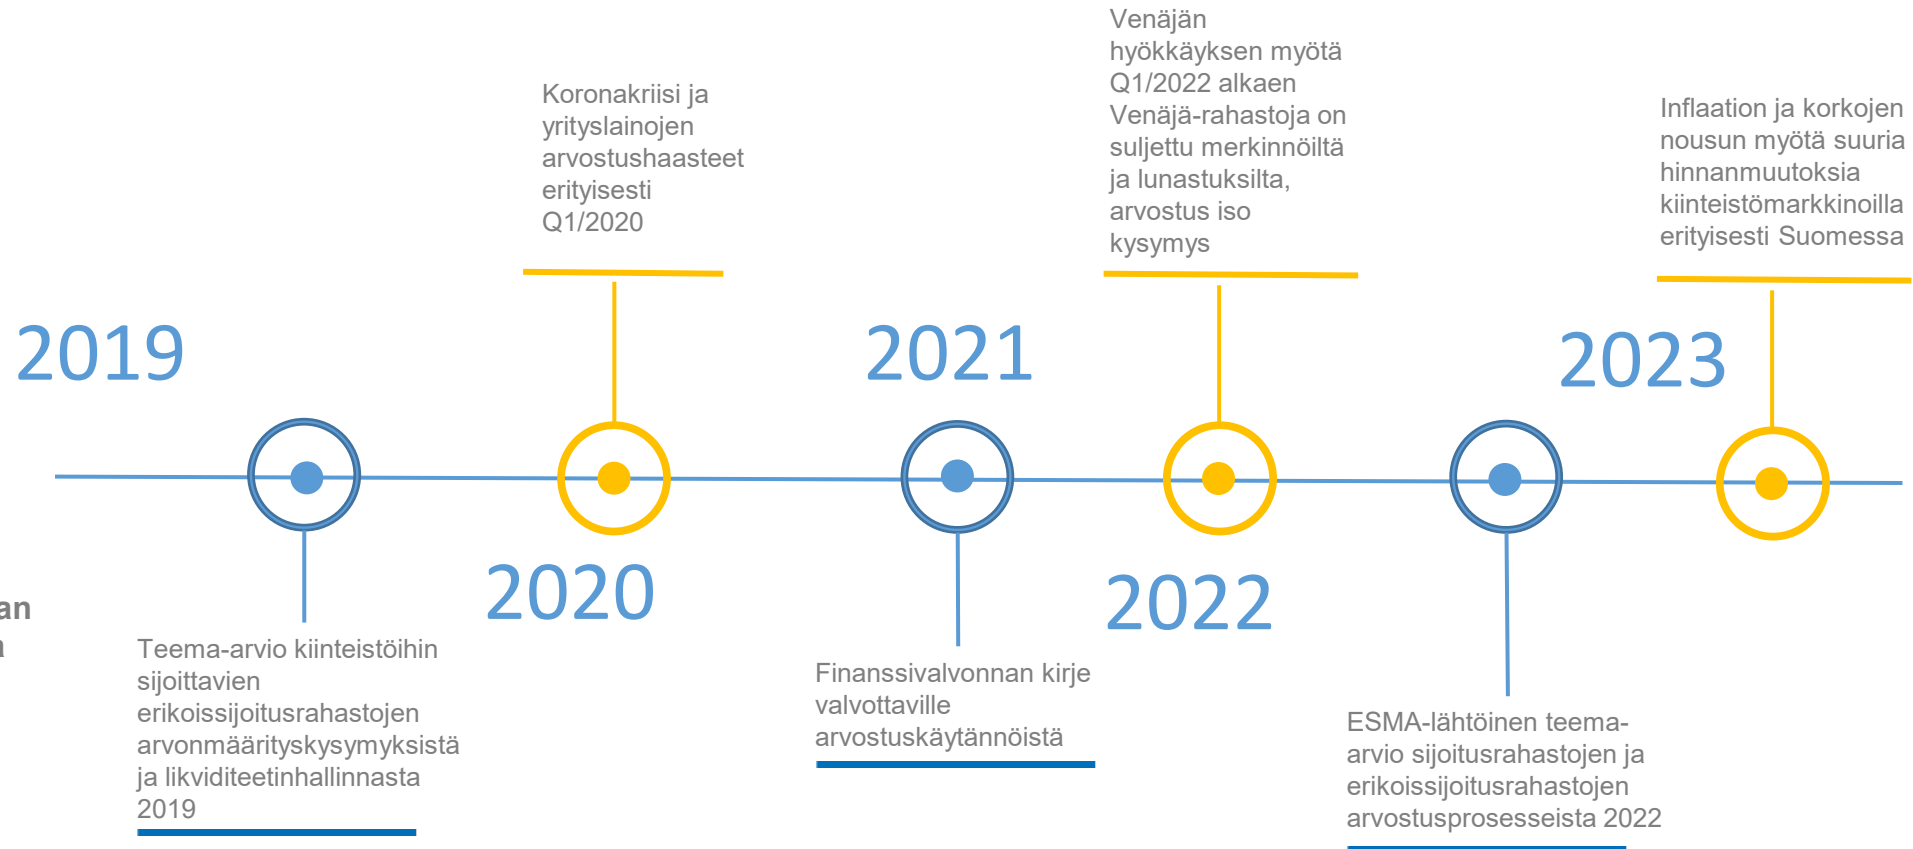 Venäjän
hyökkäyksen myötä
Q1/2022 alkaen
Venäjä-rahastoja on
suljettu merkinnöiltä
ja lunastuksilta,
arvostus iso
kysymys
Koronakriisi ja
yrityslainojen
arvostushaasteet
erityisesti
Q1/2020
Inflaation ja korkojen
nousun myötä suuria
hinnanmuutoksia
kiinteistömarkkinoilla
erityisesti Suomessa
2019
2021
2023
2020
2022
an
Teema-arvio kiinteistöihin
sijoittavien
erikoissijoitusrahastojen
arvonmäärityskysymyksistä
ja likviditeetinhallinnasta
2019
Finanssivalvonnan kirje
valvottaville
arvostuskäytännöistä
ESMA-lähtöinen teema-
arvio sijoitusrahastojen ja
erikoissijoitusrahastojen
arvostusprosesseista 2022